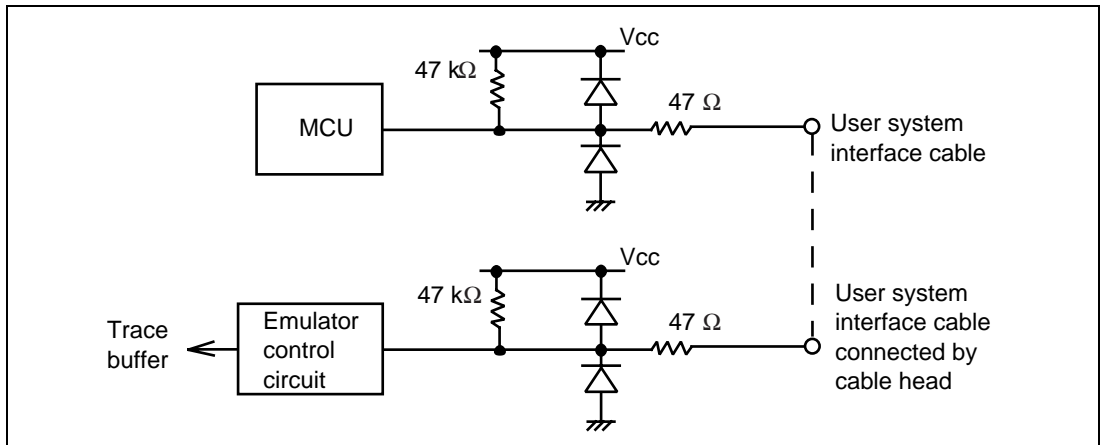 Vcc
47 kΩ
47 Ω
MCU
User system
interface cable
Vcc
47 kΩ
47 Ω
Trace
buffer
Emulator
control
circuit
User system
interface cable
connected by
cable head